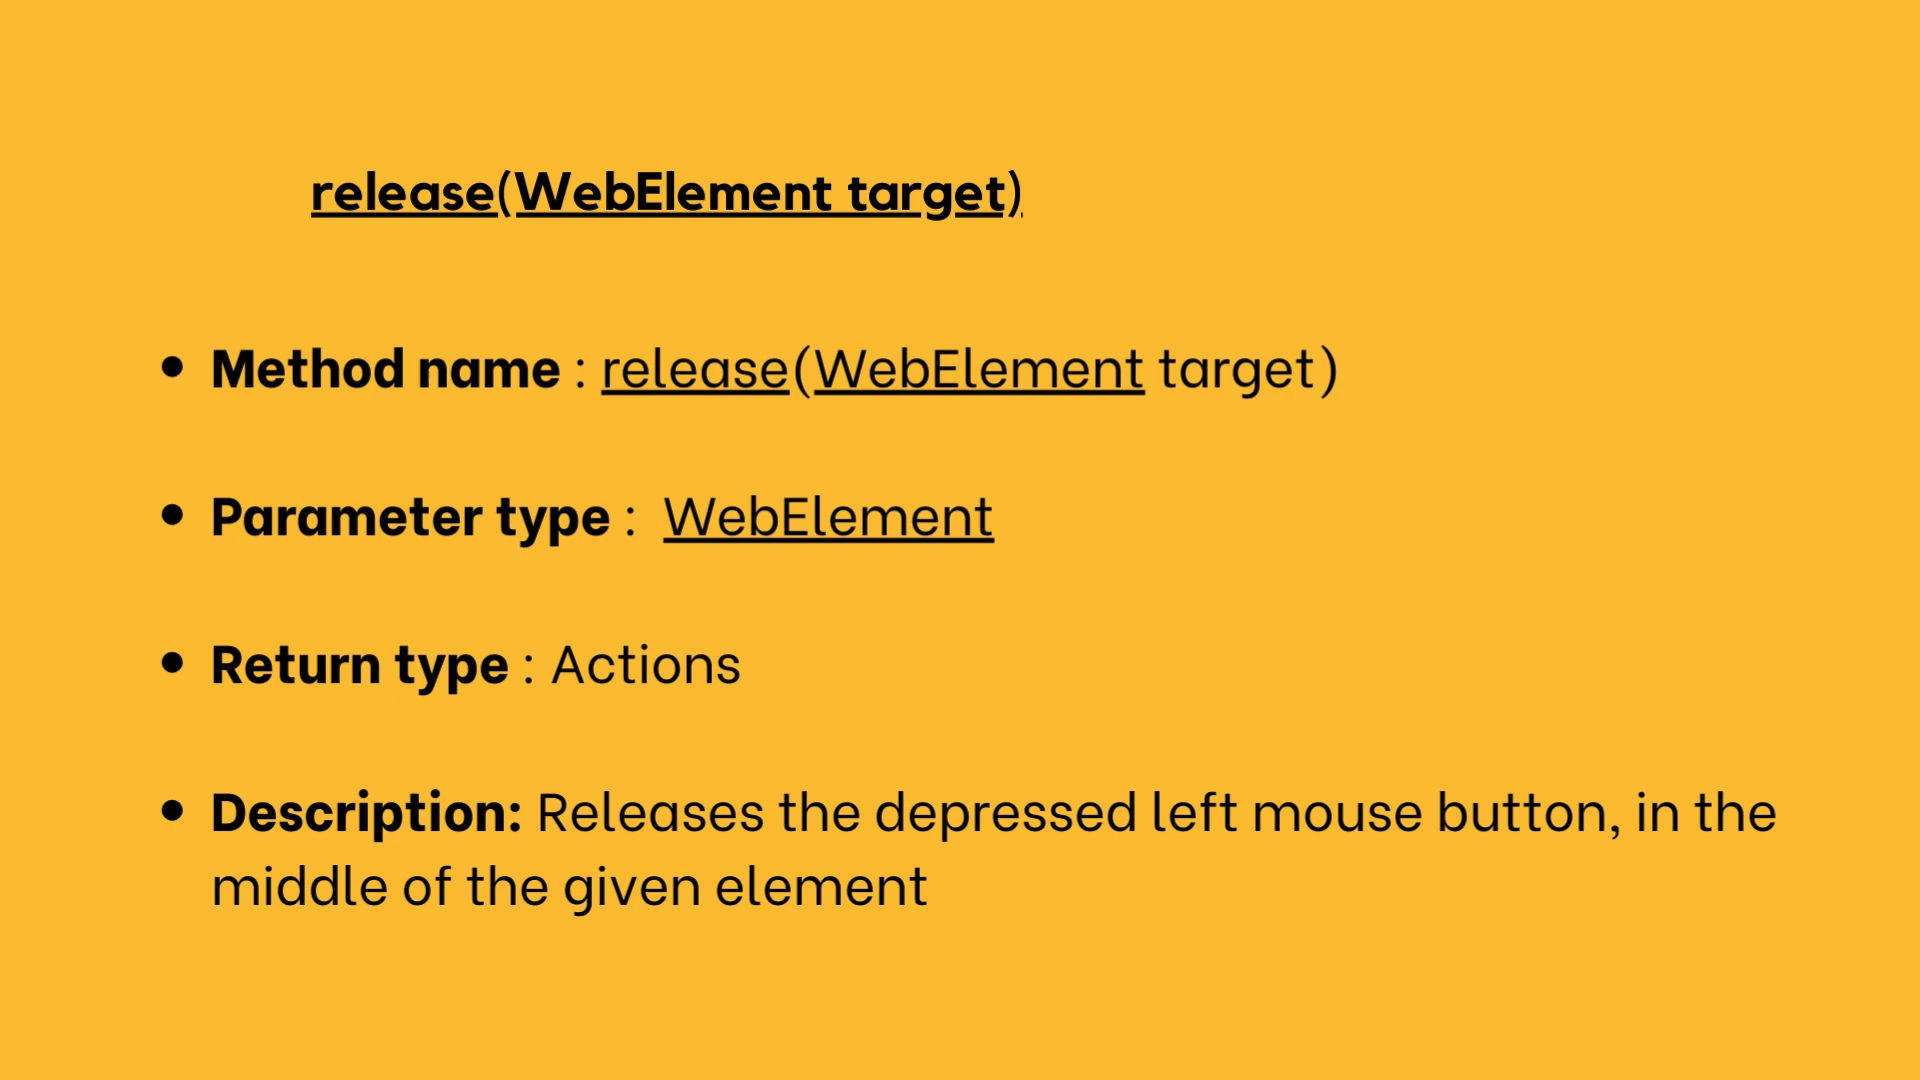 release(WebElement target)
• Method name : release(WebElement target)
• Parameter type : WebElement
• Return type : Actions
• Description: Releases the depressed left mouse button, in the
middle of the given element